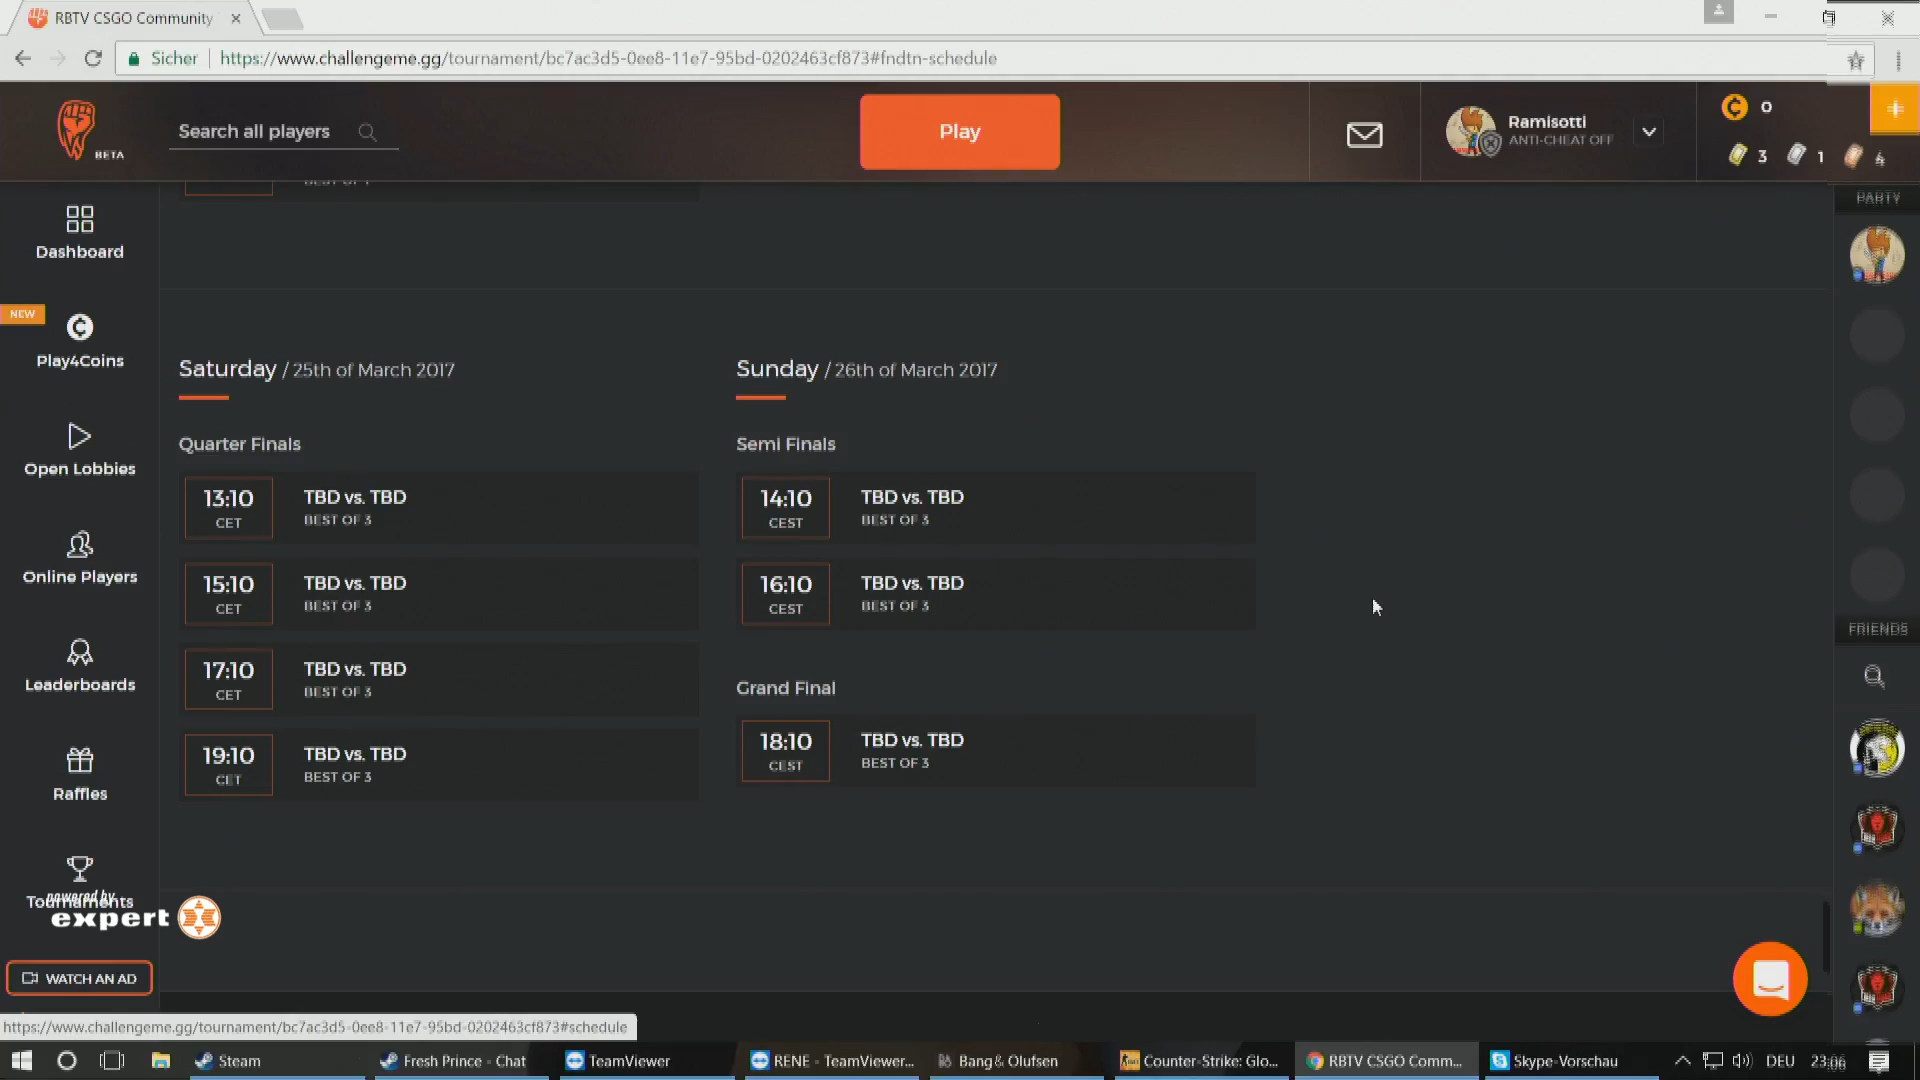 RBTV CSGO Community
Sicher
https://www.challengeme.gg/tournament/bc7ac3d5-0ee8-11e7-95bd-0202463cf873#fndtn-schedule
BETA
Search all players
Play
Ramisotti
ANTI-CHEAT OFF
0
3
1
4
BEST OF 1
PARTY
Dashboard
NEW
Play4Coins
Open Lobbies
Online Players
Leaderboards
Raffles
Tournaments
powered by
expert
WATCH AN AD
Saturday / 25th of March 2017
Quarter Finals
13:10
CET
TBD vs. TBD
BEST OF 3
15:10
CET
TBD vs. TBD
BEST OF 3
17:10
CET
TBD vs. TBD
BEST OF 3
19:10
CET
TBD vs. TBD
BEST OF 3
Sunday / 26th of March 2017
Semi Finals
14:10
CEST
TBD vs. TBD
BEST OF 3
16:10
CEST
TBD vs. TBD
BEST OF 3
Grand Final
18:10
CEST
TBD vs. TBD
BEST OF 3
FRIENDS
https://www.challengeme.gg/tournament/bc7ac3d5-0ee8-11e7-95bd-0202463cf873#schedule
Steam
Fresh Prince - Chat
TeamViewer
RENE - TeamViewer...
Bang & Olufsen
Counter-Strike: Glo...
RBTV CSGO Comm...
Skype-Vorschau
DEU
23:06